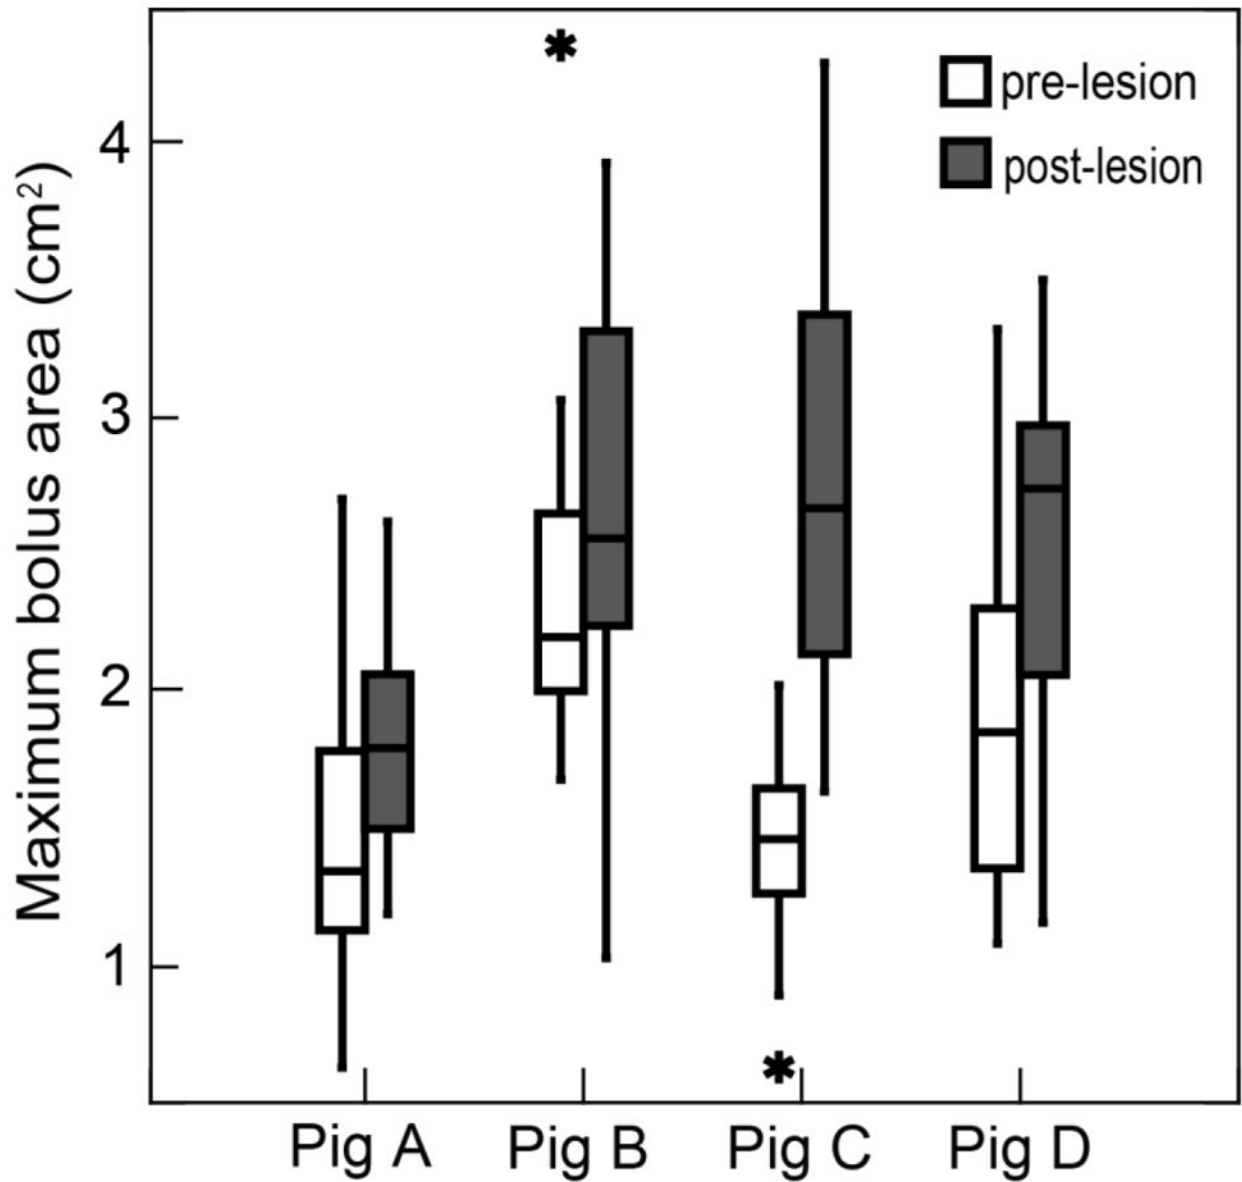 Maximum bolus area (cm²)
4
3
2
1
pre-lesion
post-lesion
Pig A
Pig B
Pig C
Pig D